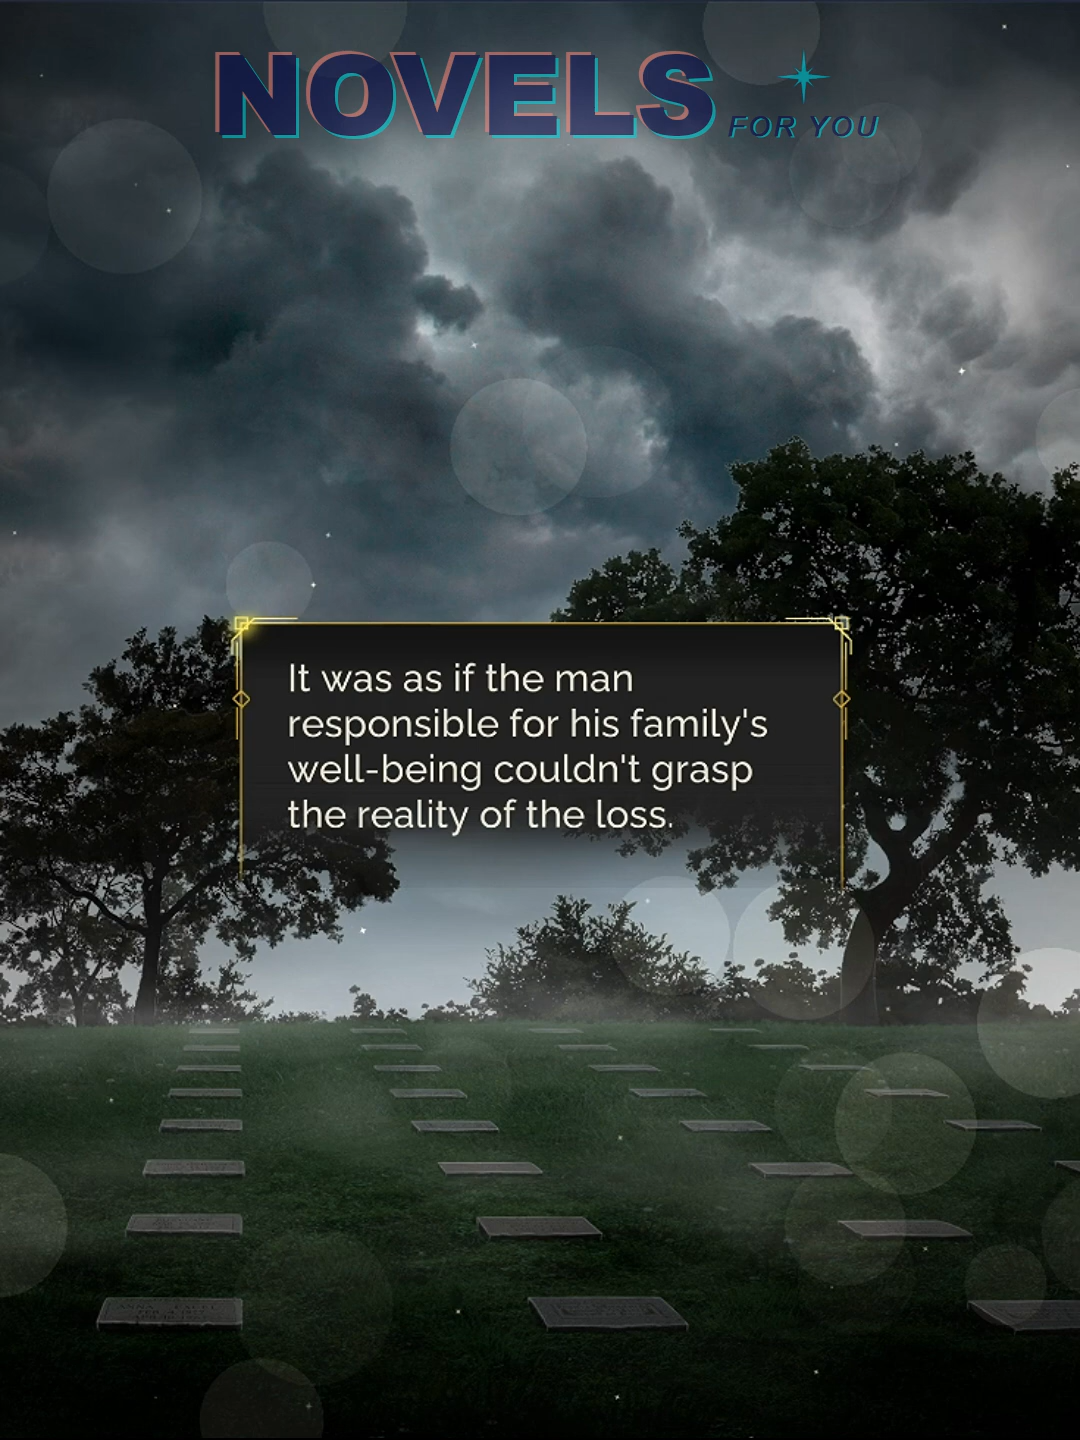 NOVELS
FOR YOU
It was as if the man
responsible for his family's
well-being couldn't grasp
the reality of the loss.